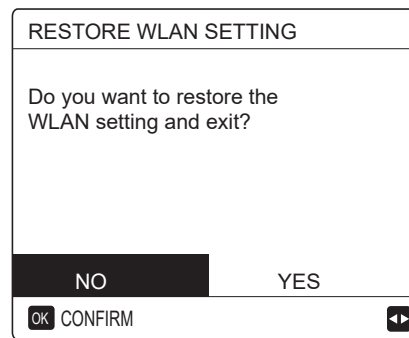 RESTORE WLAN SETTING
Do you want to restore the
WLAN setting and exit?
NO YES
OK CONFIRM